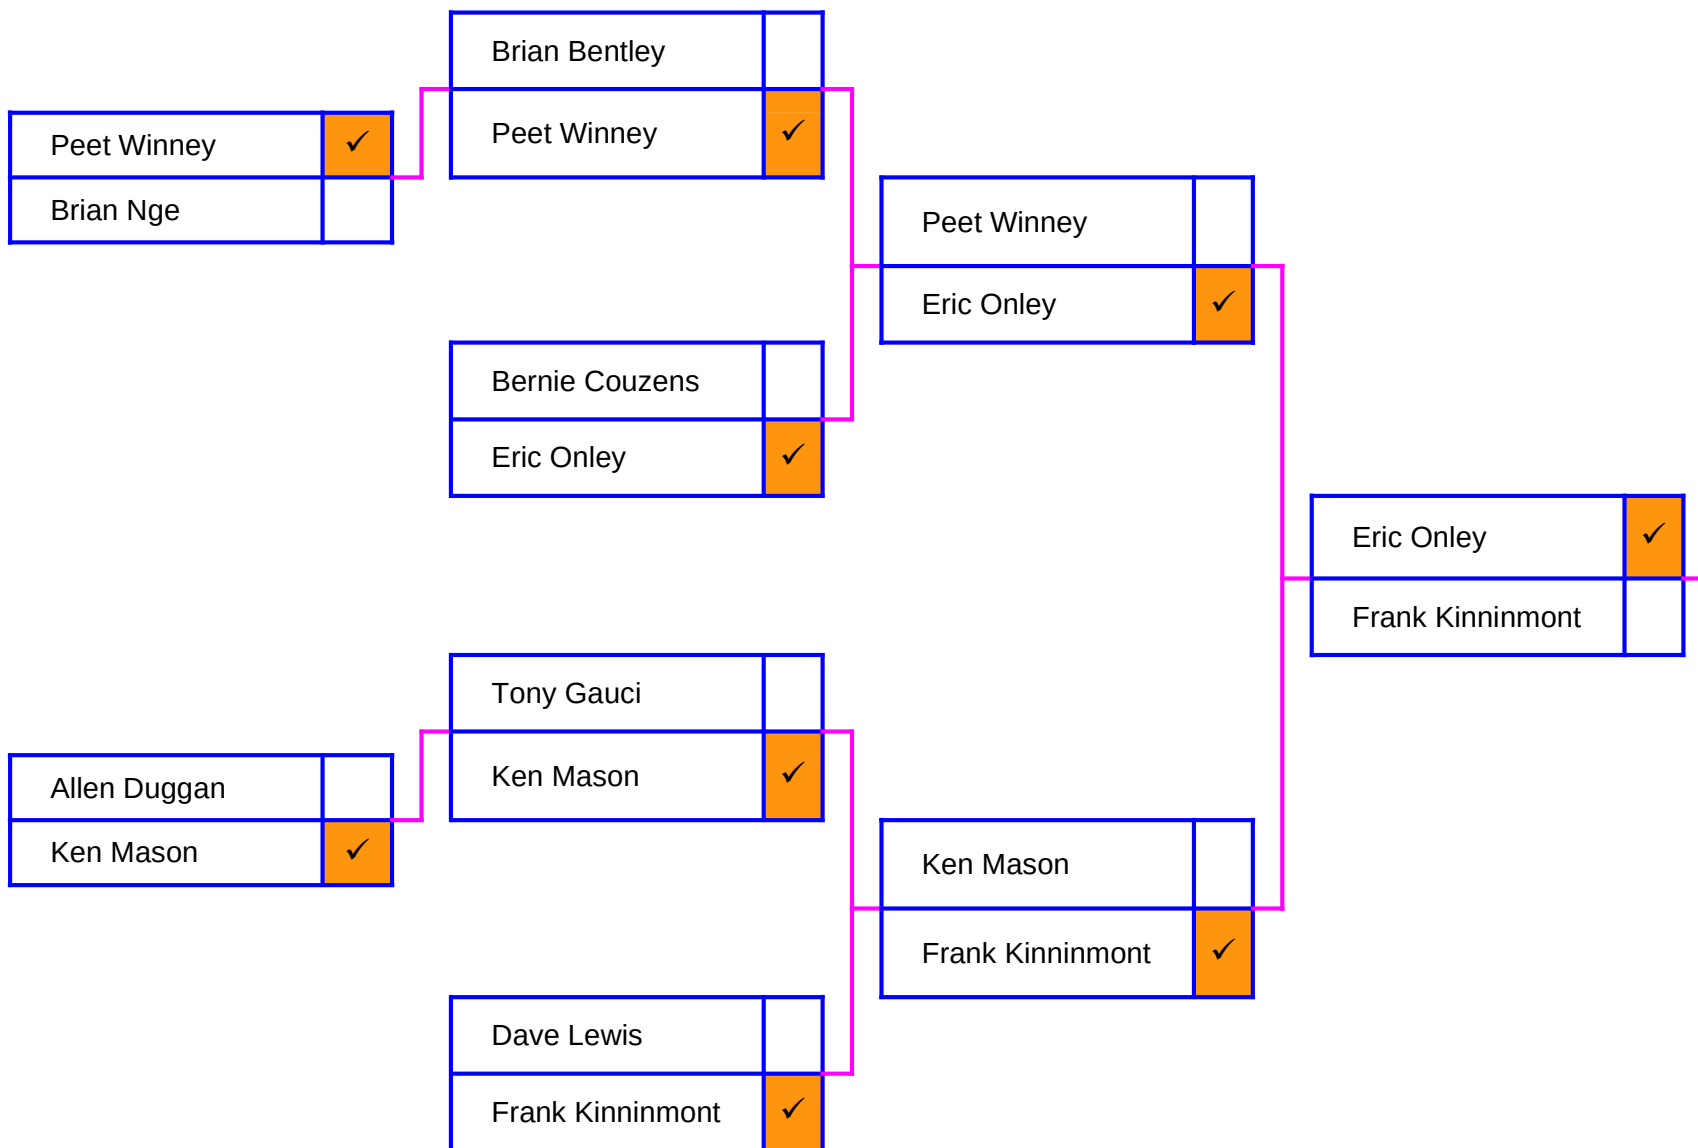 Peet Winney ✓
Brian Nge
Allen Duggan
Ken Mason ✓
Brian Bentley
Peet Winney ✓
Bernie Couzens
Eric Onley ✓
Tony Gauci
Ken Mason ✓
Dave Lewis
Frank Kinninmont ✓
Peet Winney
Eric Onley ✓
Ken Mason
Frank Kinninmont ✓
Eric Onley ✓
Frank Kinninmont